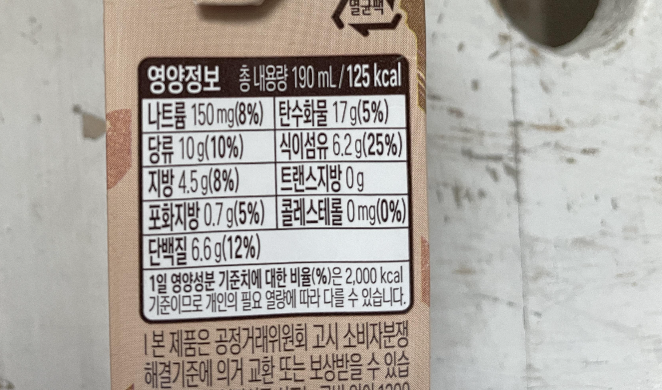 멸균팩
영양정보 총 내용량 190 mL / 125 kcal
나트륨 150 mg(8%) 탄수화물 17 g(5%)
당류 10 g(10%) 식이섬유 6.2 g(25%)
지방 4.5 g(8%) 트랜스지방 0 g
포화지방 0.7 g(5%) 콜레스테롤 0 mg(0%)
단백질 6.6 g(12%)
1일 영양성분 기준치에 대한 비율(%)은 2,000 kcal
기준이므로 개인의 필요 열량에 따라 다를 수 있습니다.
본 제품은 공정거래위원회 고시 소비자분쟁
해결기준에 의거 교환 또는 보상받을 수 있습